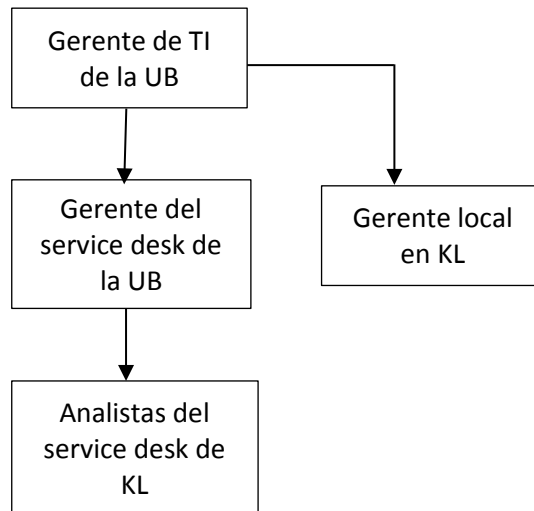 Gerente de TI
de la UB
Gerente del
service desk de
la UB
Gerente local
en KL
Analistas del
service desk de
KL